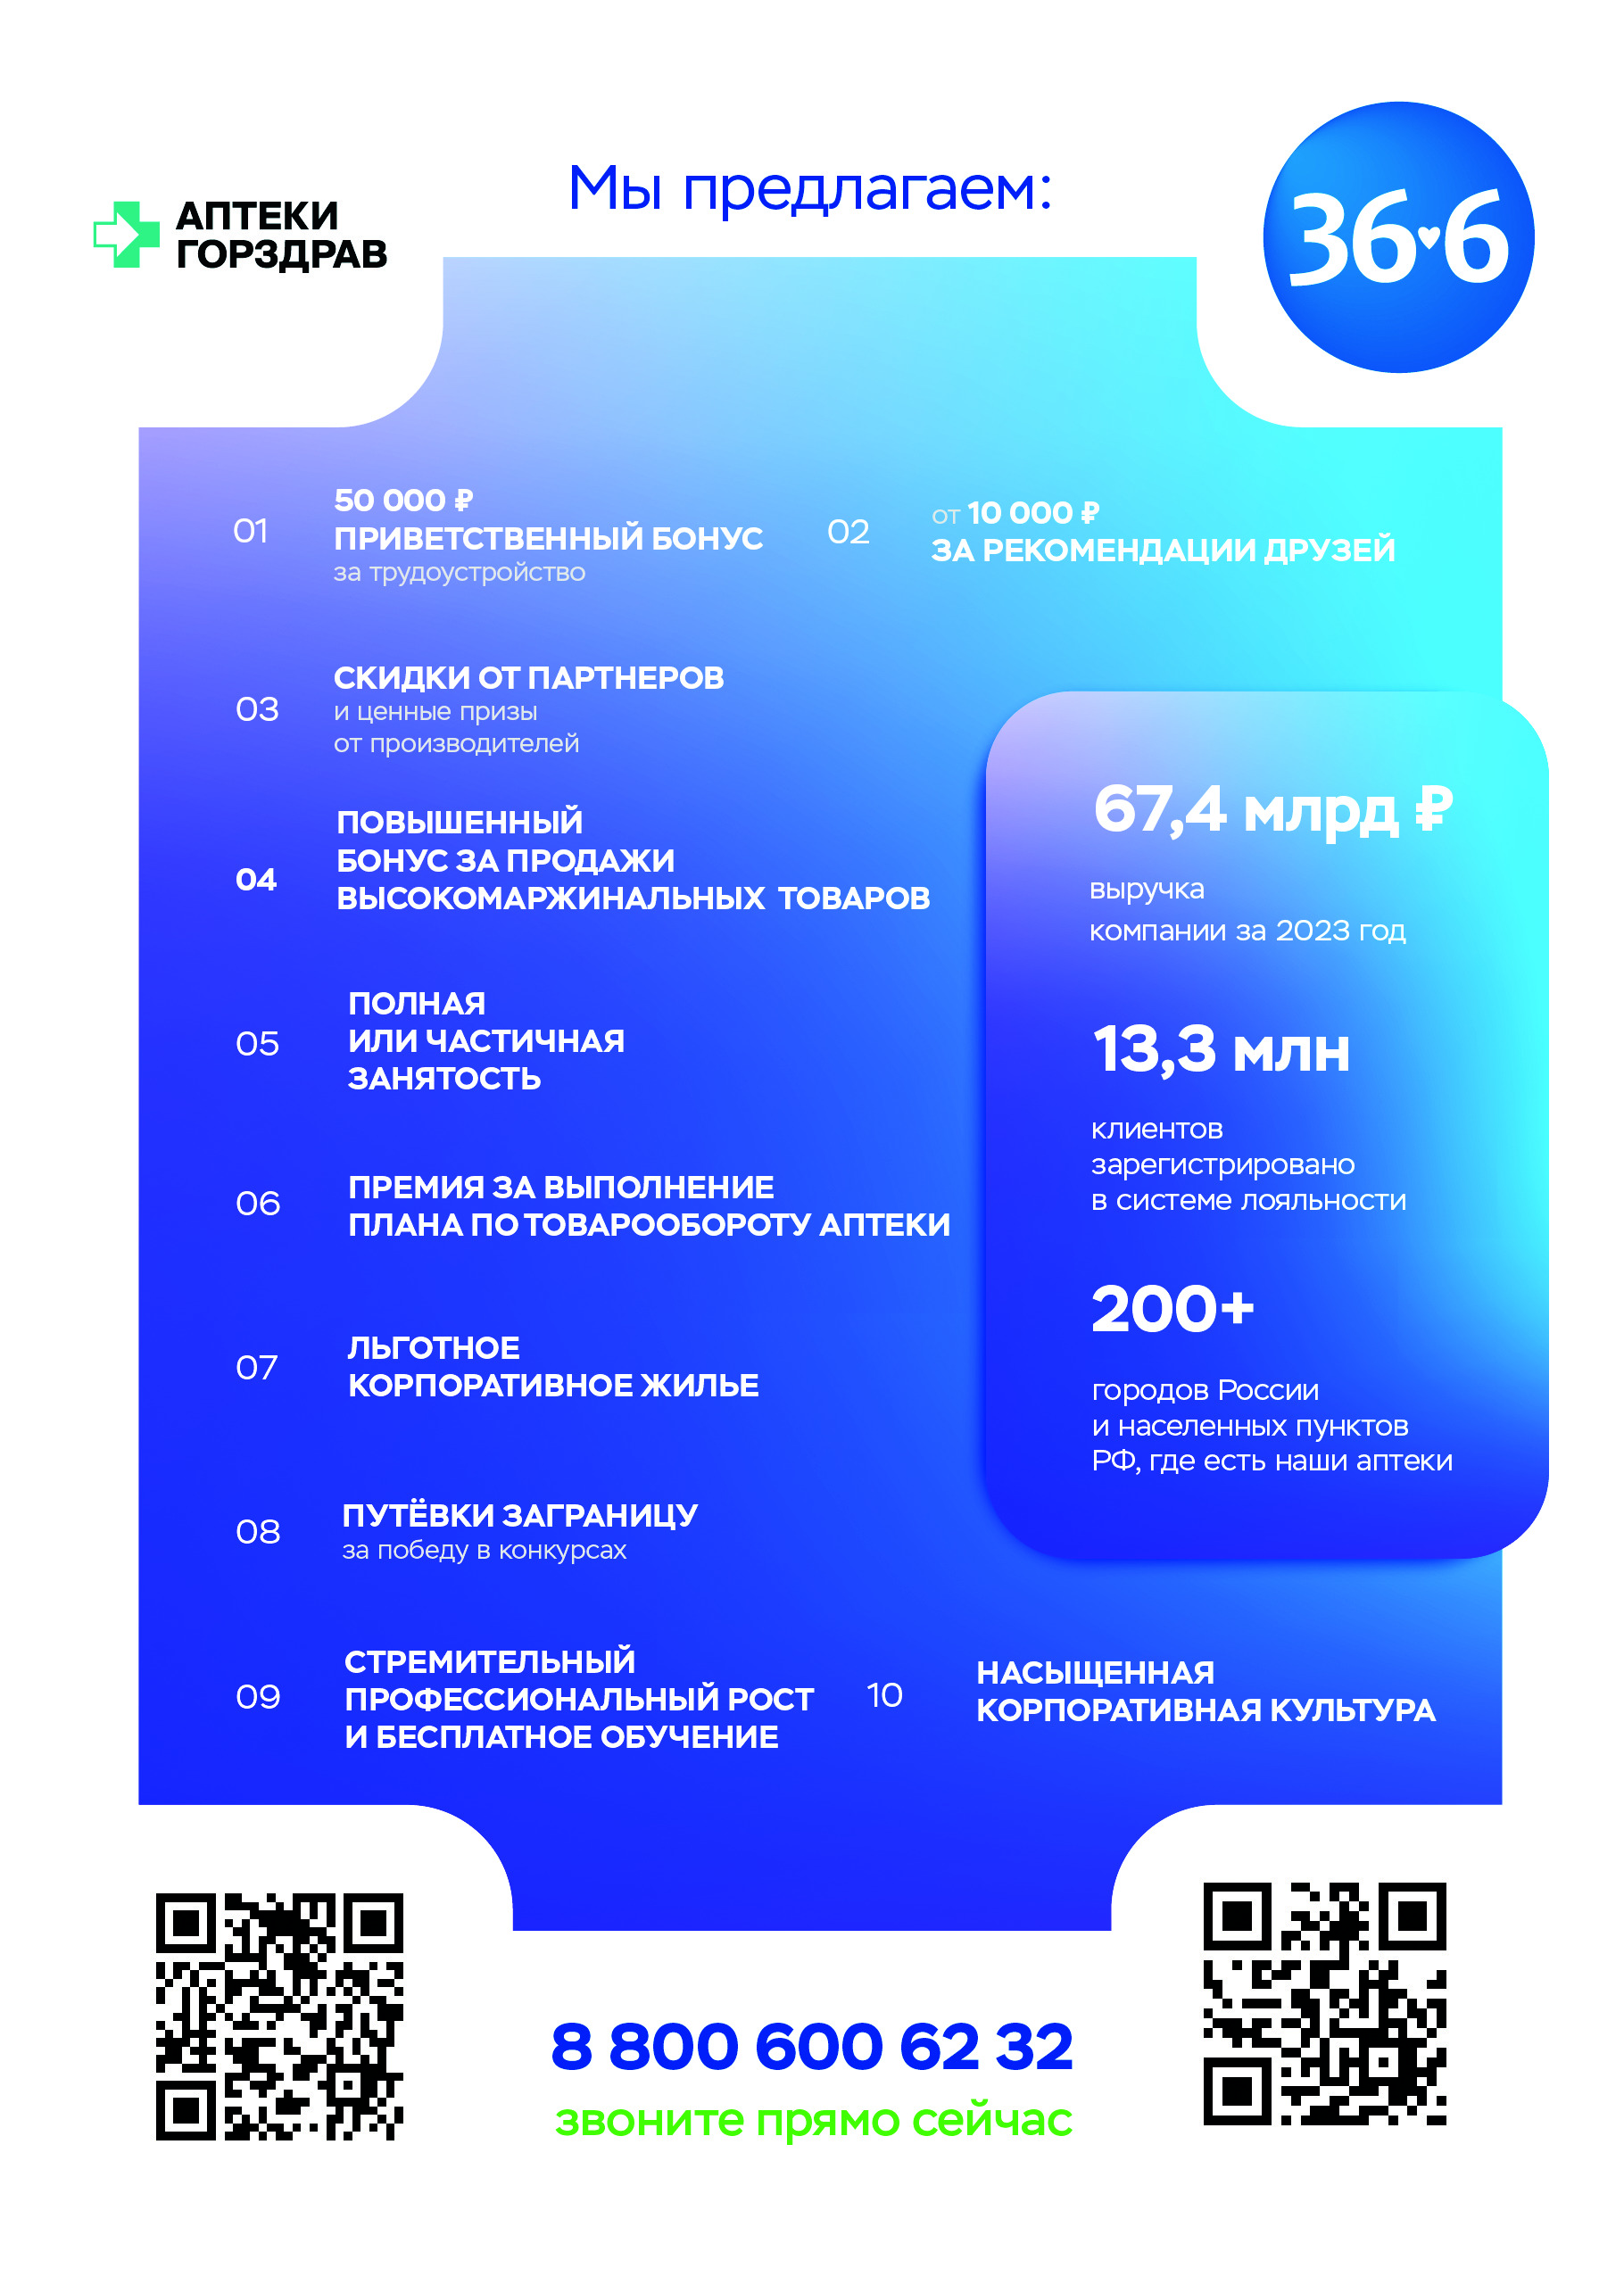 Мы предлагаем:
АПТЕКИ
ГОРЗДРАВ
36•6
01
50 000 ₽
ПРИВЕТСТВЕННЫЙ БОНУС
за трудоустройство
02
от 10 000 ₽
ЗА РЕКОМЕНДАЦИИ ДРУЗЕЙ
03
СКИДКИ ОТ ПАРТНЕРОВ
и ценные призы
от производителей
04
ПОВЫШЕННЫЙ
БОНУС ЗА ПРОДАЖИ
ВЫСОКОМАРЖИНАЛЬНЫХ ТОВАРОВ
05
ПОЛНАЯ
ИЛИ ЧАСТИЧНАЯ
ЗАНЯТОСТЬ
06
ПРЕМИЯ ЗА ВЫПОЛНЕНИЕ
ПЛАНА ПО ТОВАРООБОРОТУ АПТЕКИ
07
ЛЬГОТНОЕ
КОРПОРАТИВНОЕ ЖИЛЬЕ
08
ПУТЁВКИ ЗАГРАНИЦУ
за победу в конкурсах
09
СТРЕМИТЕЛЬНЫЙ
ПРОФЕССИОНАЛЬНЫЙ РОСТ
И БЕСПЛАТНОЕ ОБУЧЕНИЕ
10
НАСЫЩЕННАЯ
КОРПОРАТИВНАЯ КУЛЬТУРА
67,4 млрд ₽
выручка
компании за 2023 год
13,3 млн
клиентов
зарегистрировано
в системе лояльности
200+
городов России
и населенных пунктов
РФ, где есть наши аптеки
8 800 600 62 32
звоните прямо сейчас